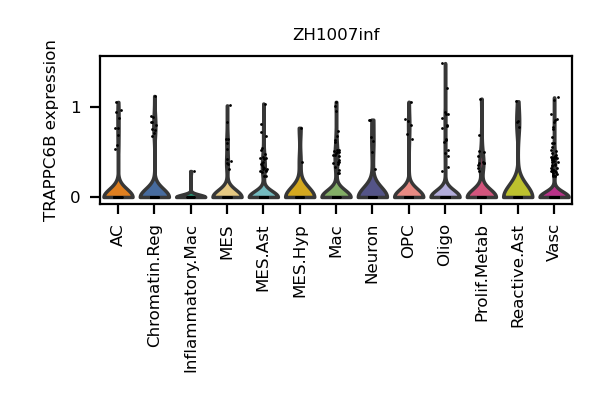 ZH1007inf
TRAPPC6B expression
1
0
AC
Chromatin.Reg
Inflammatory.Mac
MES
MES.Ast
MES.Hyp
Mac
Neuron
OPC
Oligo
Prolif.Metab
Reactive.Ast
Vasc